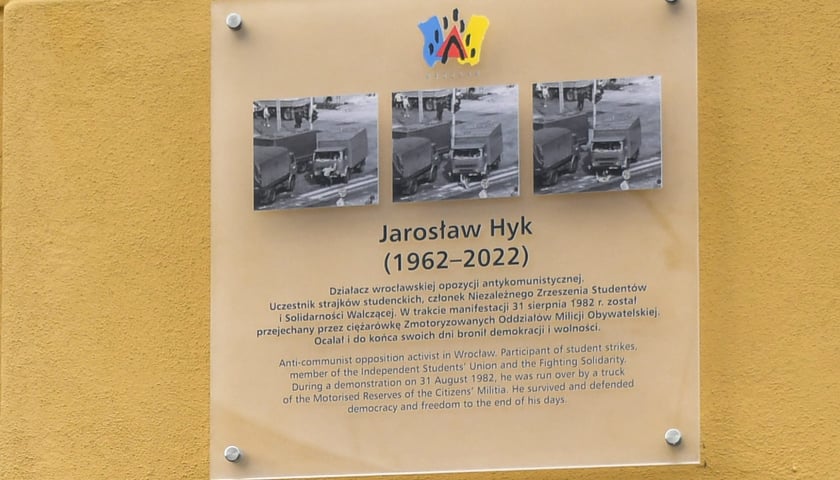 Jarosław Hyk
(1962–2022)
Działacz wrocławskiej opozycji antykomunistycznej.
Uczestnik strajków studenckich, członek Niezależnego Zrzeszenia Studentów
i Solidarności Walczącej. W trakcie manifestacji 31 sierpnia 1982 r. został
przejechany przez ciężarówkę Zmotoryzowanych Oddziałów Milicji Obywatelskiej.
Ocalał i do końca swoich dni bronił demokracji i wolności.
Anti-communist opposition activist in Wrocław. Participant of student strikes,
member of the Independent Students' Union and the Fighting Solidarity.
During a demonstration on 31 August 1982, he was run over by a truck
of the Motorised Reserves of the Citizens' Militia. He survived and defended
democracy and freedom to the end of his days.